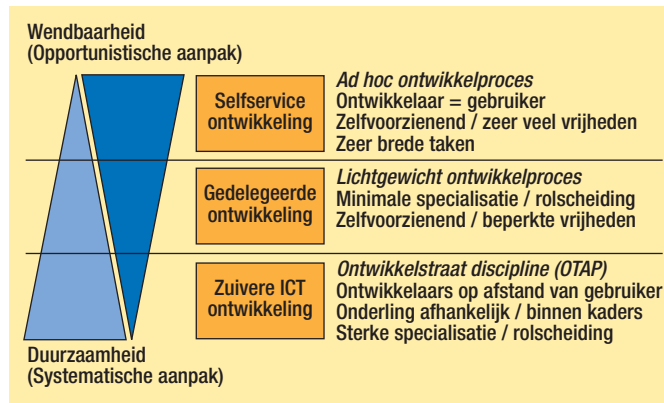 Wendbaarheid
(Opportunistische aanpak)
Selfservice
ontwikkeling
Ad hoc ontwikkelproces
Ontwikkelaar = gebruiker
Zelfvoorzienend / zeer veel vrijheden
Zeer brede taken
Gedelegeerde
ontwikkeling
Lichtgewicht ontwikkelproces
Minimale specialisatie / rolscheiding
Zelfvoorzienend / beperkte vrijheden
Zuivere ICT
ontwikkeling
Ontwikkelstraat discipline (OTAP)
Ontwikkelaars op afstand van gebruiker
Onderling afhankelijk / binnen kaders
Sterke specialisatie / rolscheiding
Duurzaamheid
(Systematische aanpak)